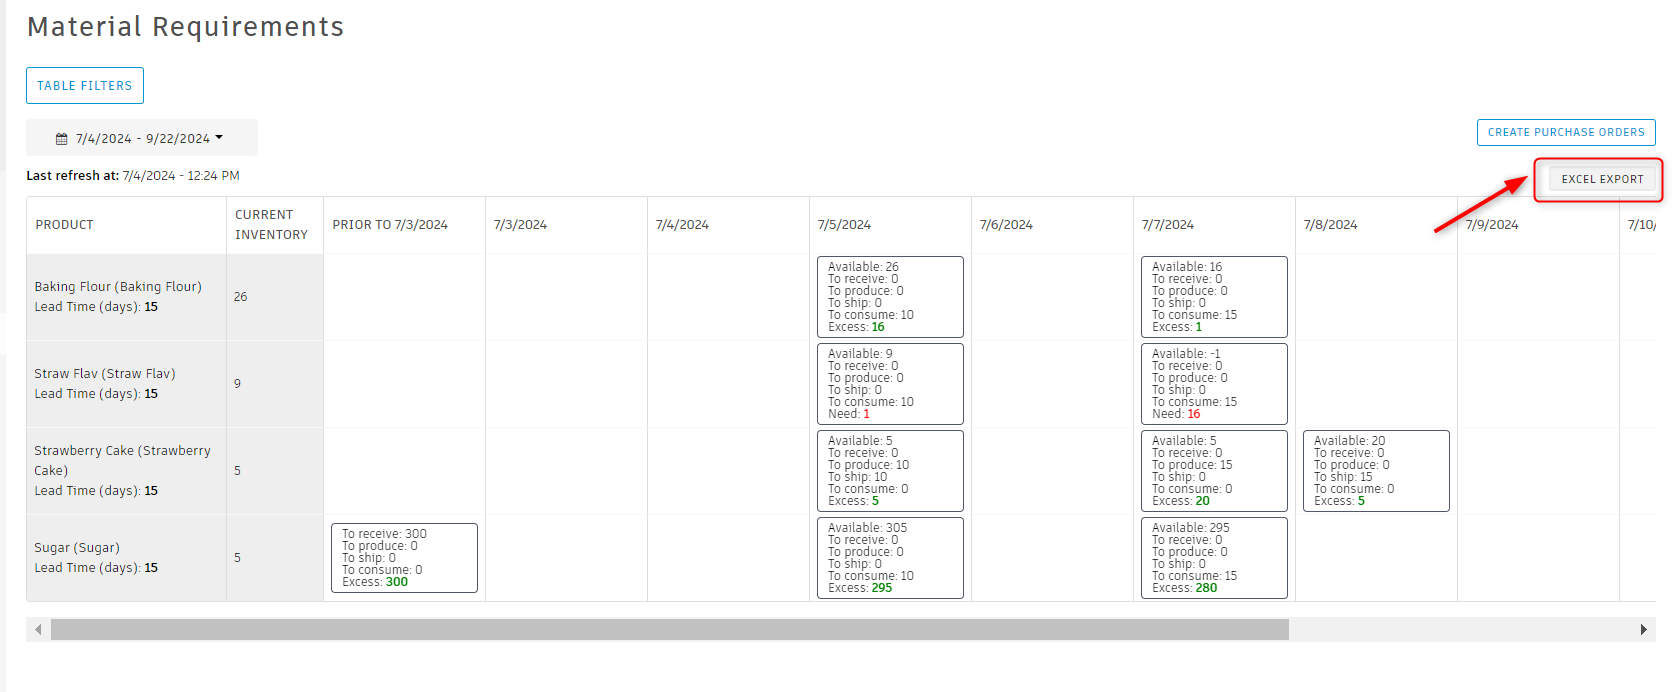 Material Requirements
TABLE FILTERS
7/4/2024 - 9/22/2024
CREATE PURCHASE ORDERS
Last refresh at: 7/4/2024 - 12:24 PM
EXCEL EXPORT
PRODUCT
CURRENT
INVENTORY
PRIOR TO 7/3/2024
7/3/2024
7/4/2024
7/5/2024
7/6/2024
7/7/2024
7/8/2024
7/9/2024
7/10/
Baking Flour (Baking Flour)
Lead Time (days): 15
26
Available: 26
To receive: 0
To produce: 0
To ship: 0
To consume: 10
Excess: 16
Available: 16
To receive: 0
To produce: 0
To ship: 0
To consume: 15
Excess: 1
Straw Flav (Straw Flav)
Lead Time (days): 15
9
Available: 9
To receive: 0
To produce: 0
To ship: 0
To consume: 10
Need: 1
Available: -1
To receive: 0
To produce: 0
To ship: 0
To consume: 15
Need: 16
Strawberry Cake (Strawberry
Cake)
Lead Time (days): 15
5
Available: 5
To receive: 0
To produce: 10
To ship: 10
To consume: 0
Excess: 5
Available: 5
To receive: 0
To produce: 15
To ship: 0
To consume: 0
Excess: 20
Available: 20
To receive: 0
To produce: 0
To ship: 15
To consume: 0
Excess: 5
Sugar (Sugar)
Lead Time (days): 15
5
To receive: 300
To produce: 0
To ship: 0
To consume: 0
Excess: 300
Available: 305
To receive: 0
To produce: 0
To ship: 0
To consume: 10
Excess: 295
Available: 295
To receive: 0
To produce: 0
To ship: 0
To consume: 15
Excess: 280